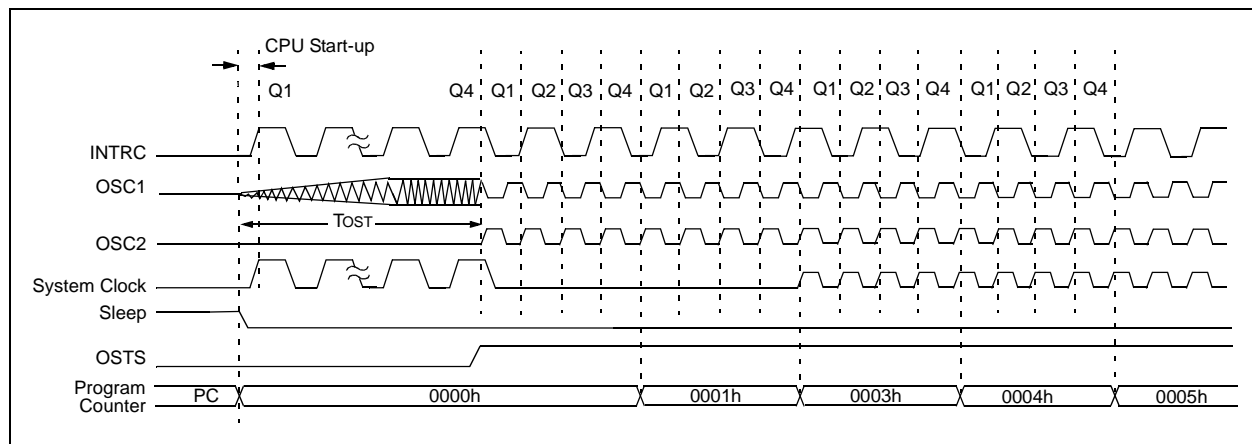 CPU Start-up
Q1 Q4 Q1 Q2 Q3 Q4 Q1 Q2 Q3 Q4 Q1 Q2 Q3 Q4 Q1 Q2 Q3 Q4
INTRC
OSC1
TOST
OSC2
System Clock
Sleep
OSTS
Program
Counter
PC 0000h 0001h 0003h 0004h 0005h